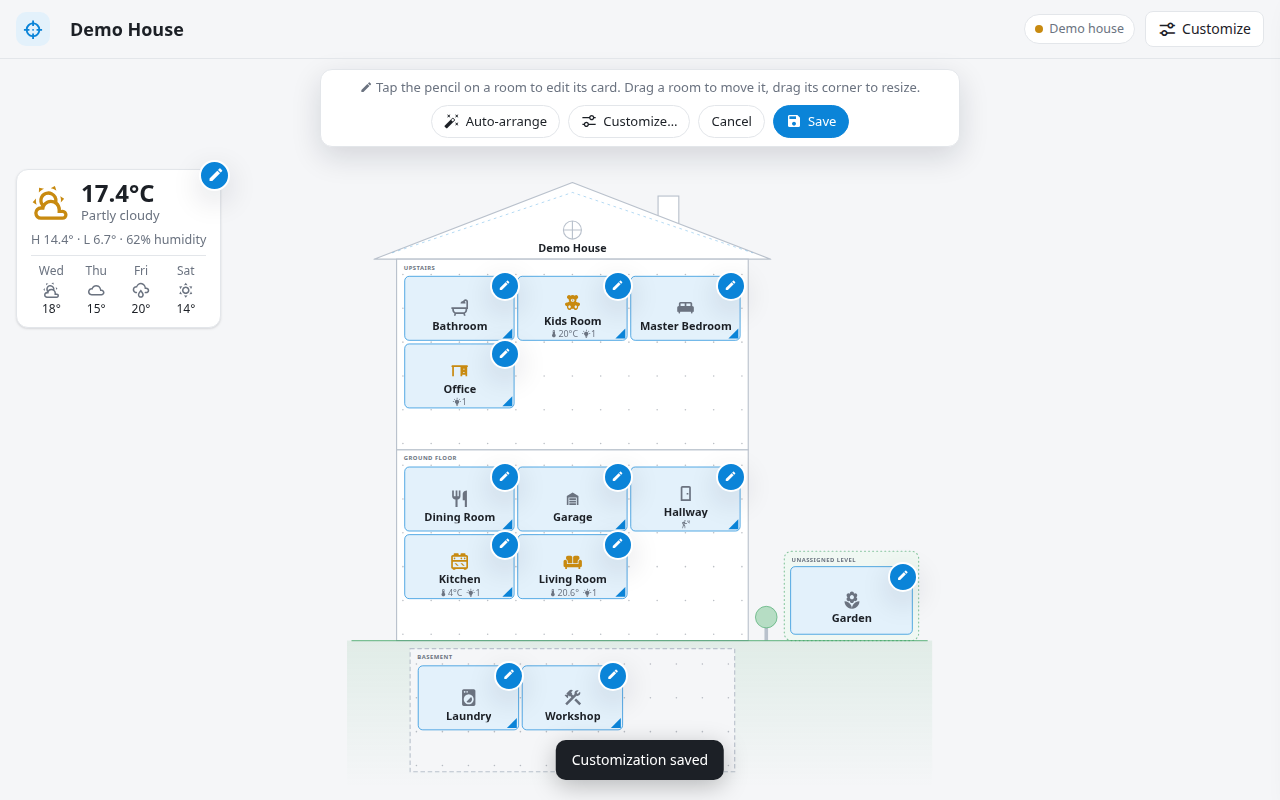 Demo House
Demo house
Customize
Tap the pencil on a room to edit its card. Drag a room to move it, drag its corner to resize.
Auto-arrange
Customize...
Cancel
Save
17.4°C
Partly cloudy
H 14.4° · L 6.7° · 62% humidity
Wed Thu Fri Sat
18° 15° 20° 14°
Demo House
UPSTAIRS
Bathroom
Kids Room
20°C 1
Master Bedroom
Office
1
GROUND FLOOR
Dining Room
Garage
Hallway
Kitchen
4°C 1
Living Room
20.6° 1
UNASSIGNED LEVEL
Garden
BASEMENT
Laundry
Workshop
Customization saved